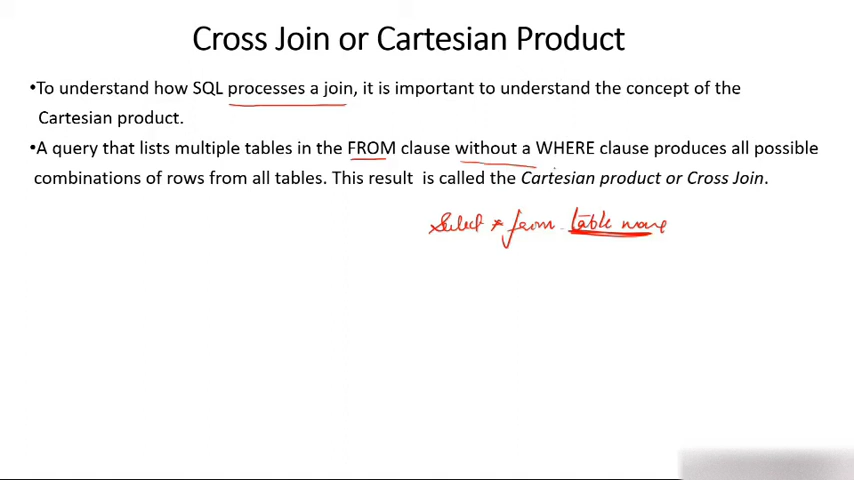 Cross Join or Cartesian Product
•To understand how SQL processes a join, it is important to understand the concept of the
Cartesian product.
•A query that lists multiple tables in the FROM clause without a WHERE clause produces all possible
combinations of rows from all tables. This result is called the Cartesian product or Cross Join.
Select * from table name